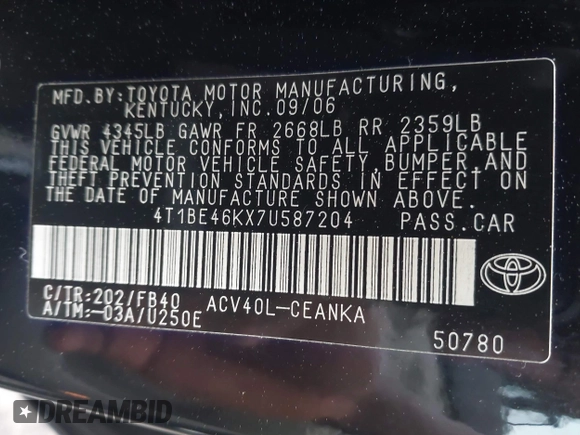 MFD.BY:TOYOTA MOTOR MANUFACTURING,
KENTUCKY, INC.09/06
GVWR 4345LB GAWR FR 2668LB RR 2359LB
THIS VEHICLE CONFORMS TO ALL APPLICABLE
FEDERAL MOTOR VEHICLE SAFETY, BUMPER, AND
THEFT PREVENTION STANDARDS IN EFFECT ON
THE DATE OF MANUFACTURE SHOWN ABOVE.
4T1BE46KX7U587204 PASS.CAR
C/TR:202/FB40 ACV40L-CEANKA
A/TM:-03A/U250E
50780
DREAMBID